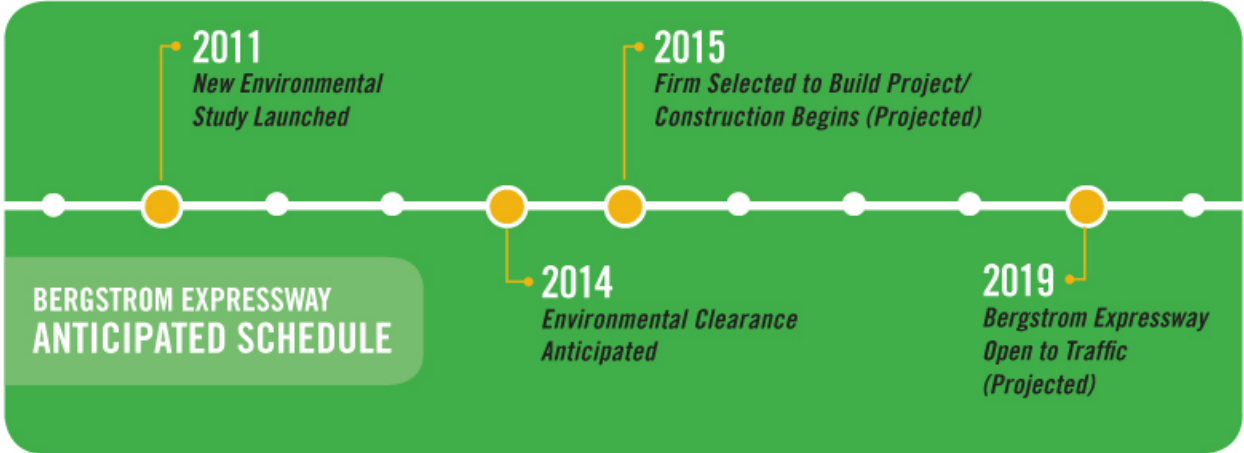 2011
New Environmental
Study Launched
2015
Firm Selected to Build Project/
Construction Begins (Projected)
BERGSTROM EXPRESSWAY
ANTICIPATED SCHEDULE
2014
Environmental Clearance
Anticipated
2019
Bergstrom Expressway
Open to Traffic
(Projected)